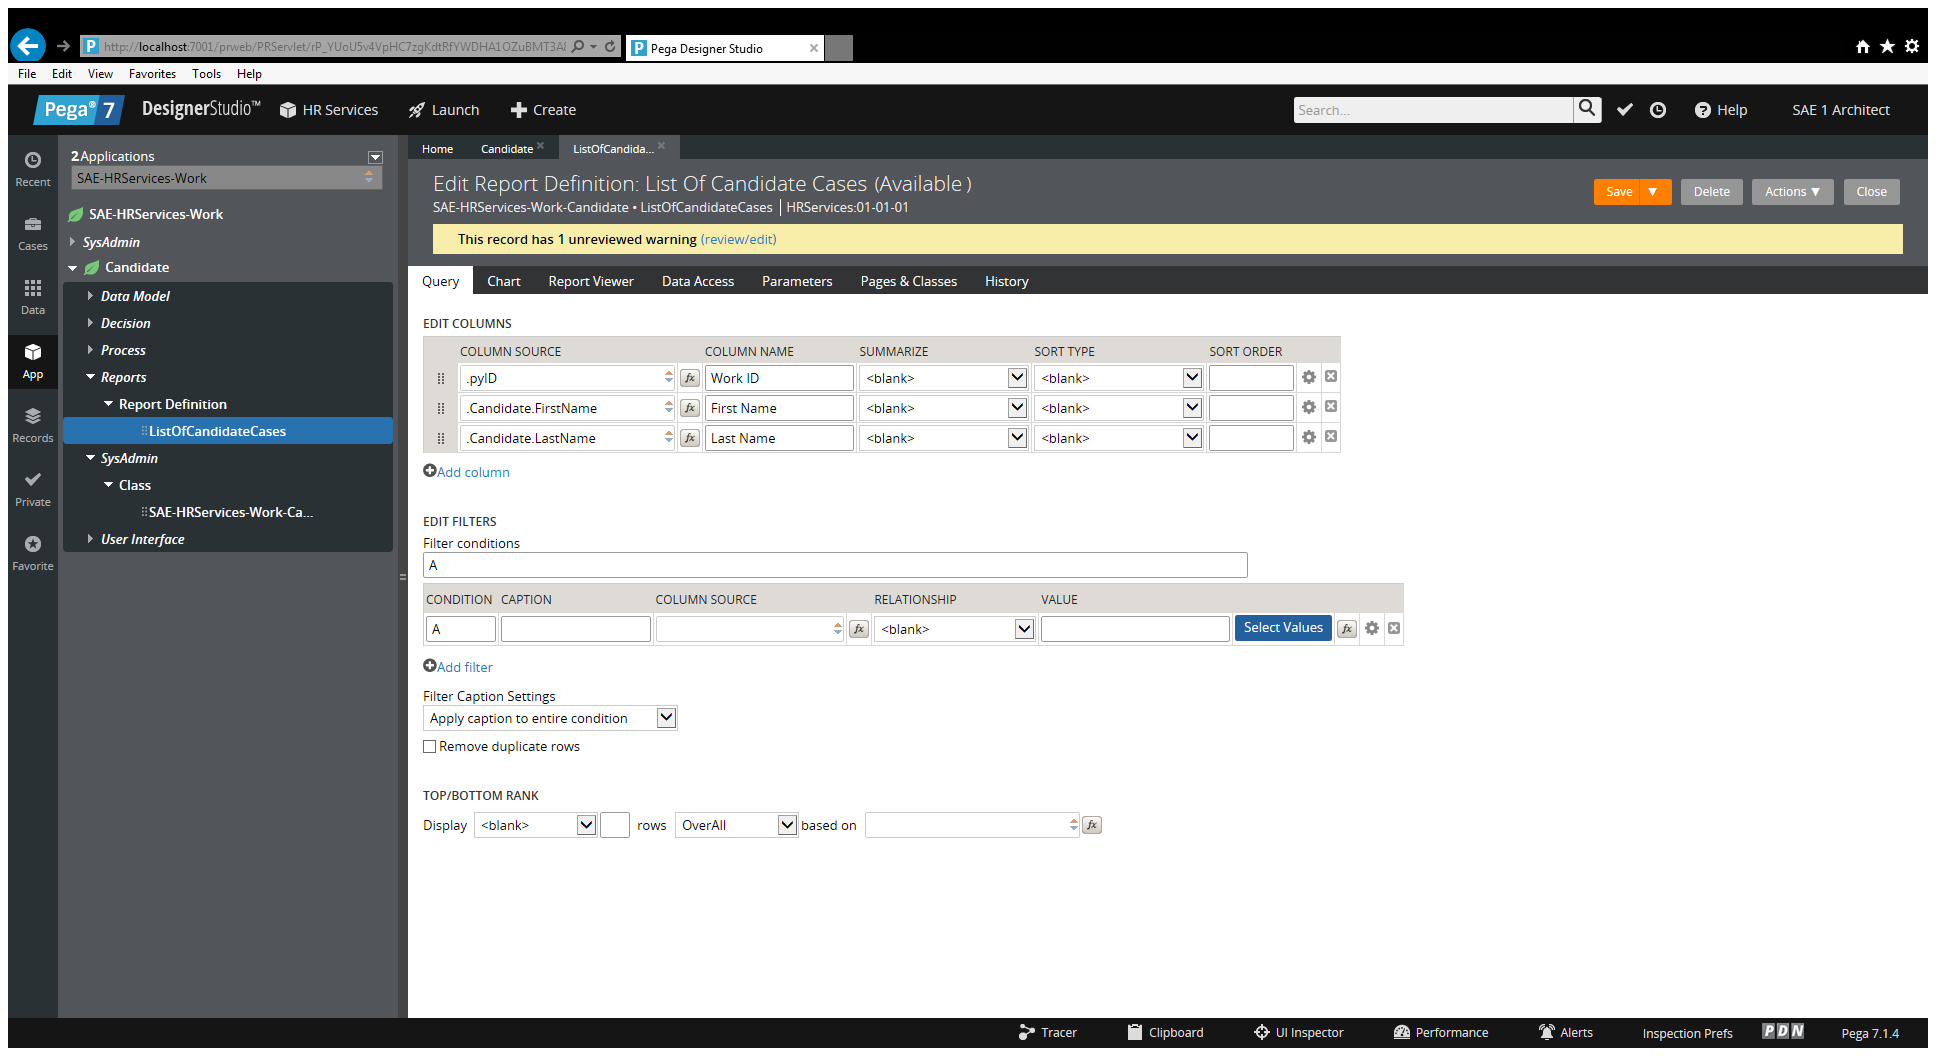 http://localhost:7001/prweb/PRServlet/rP_YUoU5v4VpHC7zgKdtRfYWDHA1OZuBMT3A
Pega Designer Studio
File Edit View Favorites Tools Help
Pega® 7 DesignerStudio™ HR Services Launch Create Search... Help SAE 1 Architect
Recent
Cases
Data
App
Records
Private
Favorite
2 Applications
SAE-HRServices-Work
SAE-HRServices-Work
SysAdmin
Candidate
Data Model
Decision
Process
Reports
Report Definition
ListOfCandidateCases
SysAdmin
Class
SAE-HRServices-Work-Ca...
User Interface
Home Candidate ListOfCandida...
Edit Report Definition: List Of Candidate Cases (Available )
SAE-HRServices-Work-Candidate • ListOfCandidateCases | HRServices:01-01-01
Save Delete Actions Close
This record has 1 unreviewed warning (review/edit)
Query Chart Report Viewer Data Access Parameters Pages & Classes History
EDIT COLUMNS
COLUMN SOURCE COLUMN NAME SUMMARIZE SORT TYPE SORT ORDER
.pyID fx Work ID <blank> <blank>
.Candidate.FirstName fx First Name <blank> <blank>
.Candidate.LastName fx Last Name <blank> <blank>
Add column
EDIT FILTERS
Filter conditions
A
CONDITION CAPTION COLUMN SOURCE RELATIONSHIP VALUE
A fx <blank> Select Values fx
Add filter
Filter Caption Settings
Apply caption to entire condition
Remove duplicate rows
TOP/BOTTOM RANK
Display <blank> rows OverAll based on fx
Tracer Clipboard UI Inspector Performance Alerts Inspection Prefs PDN Pega 7.1.4